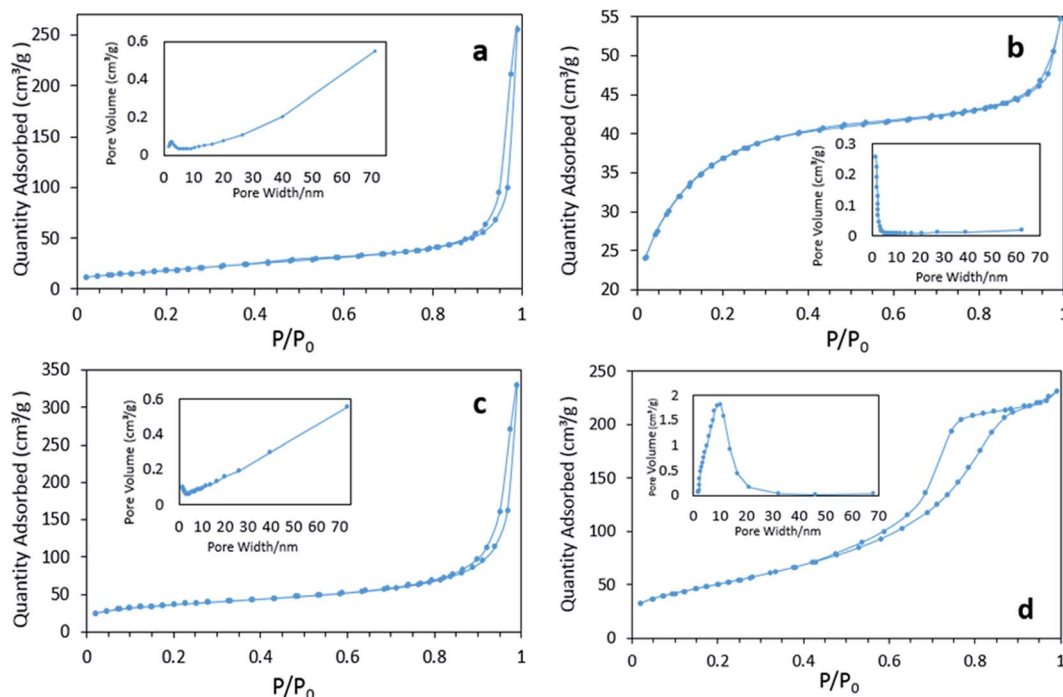 a
Quantity Adsorbed (cm³/g )
250
200
150
100
50
0
0 0.2 0.4 0.6 0.8 1
P/P₀
Pore Volume (cm³/g)
0.6
0.4
0.2
0
0 10 20 30 40 50 60 70
Pore Width/nm
b
Quantity Adsorbed (cm³/g )
55
50
45
40
35
30
25
20
0 0.2 0.4 0.6 0.8 1
P/P₀
Pore Volume (cm³/g)
0.3
0.2
0.1
0
0 10 20 30 40 50 60 70
Pore Width/nm
c
Quantity Adsorbed (cm³/g )
350
300
250
200
150
100
50
0
0 0.2 0.4 0.6 0.8 1
P/P₀
Pore Volume (cm³/g)
0.6
0.4
0.2
0
0 10 20 30 40 50 60 70
Pore Width/nm
d
Quantity Adsorbed (cm³/g )
250
200
150
100
50
0
0 0.2 0.4 0.6 0.8 1
P/P₀
Pore Volume (cm³/g)
2
1.5
1
0.5
0
0 10 20 30 40 50 60 70
Pore Width/nm